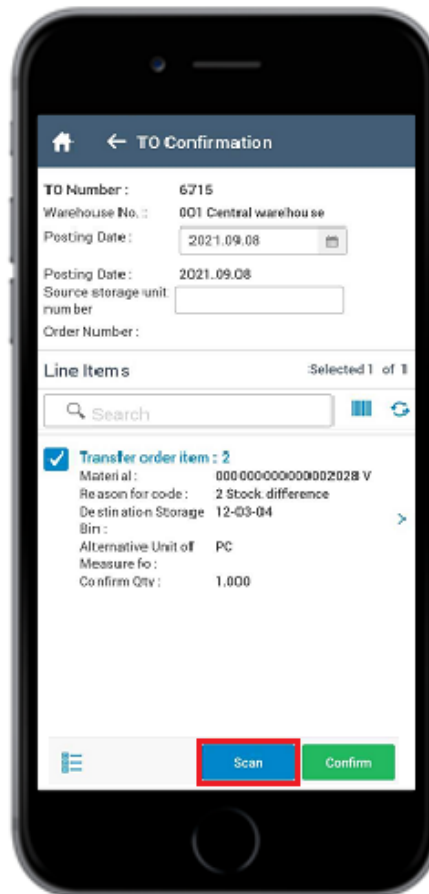 ← TO Confirmation
TO Number : 6715
Warehouse No. : 001 Central warehouse
Posting Date : 2021.09.08
Posting Date : 2021.09.08
Source storage unit
number
Order Number :
Line Items Selected 1 of 1
Search
Transfer order item : 2
Material : 000000000000002028 V
Reason for code : 2 Stock difference
Destination Storage 12-03-04
Bin :
Alternative Unit of PC
Measure fo :
Confirm Qty : 1.000
Scan Confirm